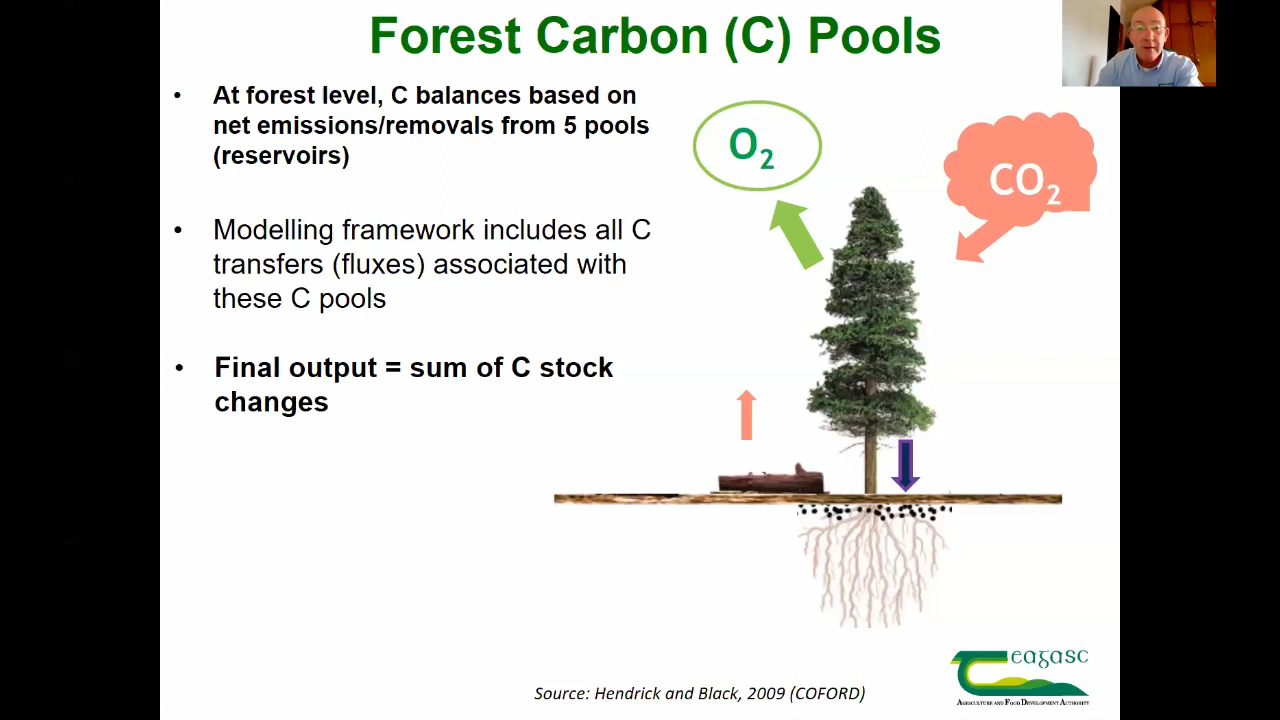 Forest Carbon (C) Pools
• At forest level, C balances based on
net emissions/removals from 5 pools
(reservoirs)
• Modelling framework includes all C
transfers (fluxes) associated with
these C pools
• Final output = sum of C stock
changes
O₂
CO₂
Source: Hendrick and Black, 2009 (COFORD)
teagasc
AGRICULTURE AND FOOD DEVELOPMENT AUTHORITY